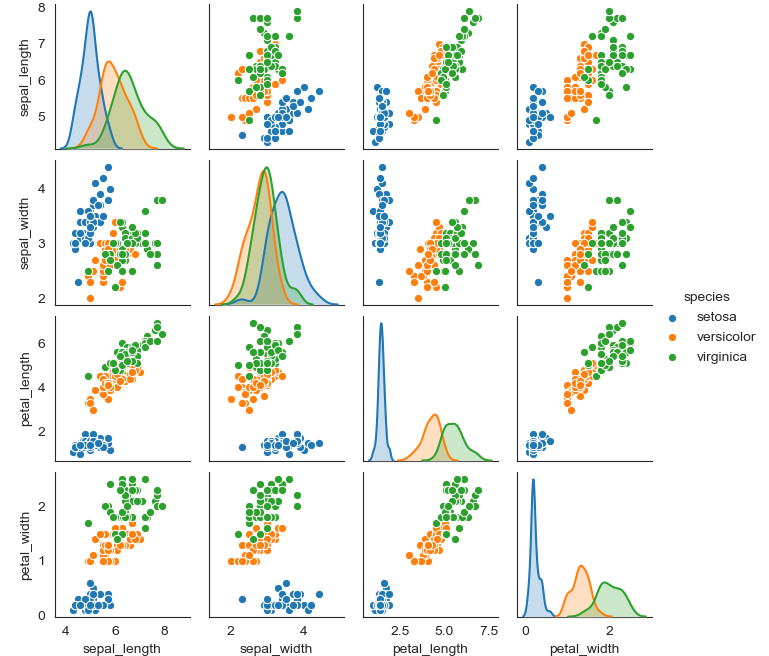 8
7
6
5
sepal_length
4
3
2
sepal_width
species
setosa
versicolor
virginica
6
4
2
petal_length
2
1
0
petal_width
4 6 8
2 4
2.5 5.0 7.5
0 2
sepal_length
sepal_width
petal_length
petal_width